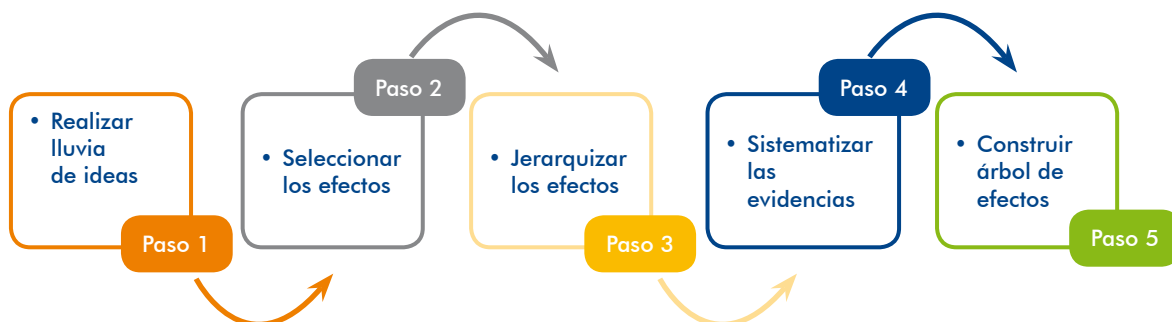 Paso 1
• Realizar
lluvia
de ideas
Paso 2
• Seleccionar
los efectos
Paso 3
• Jerarquizar
los efectos
Paso 4
• Sistematizar
las
evidencias
Paso 5
• Construir
árbol de
efectos